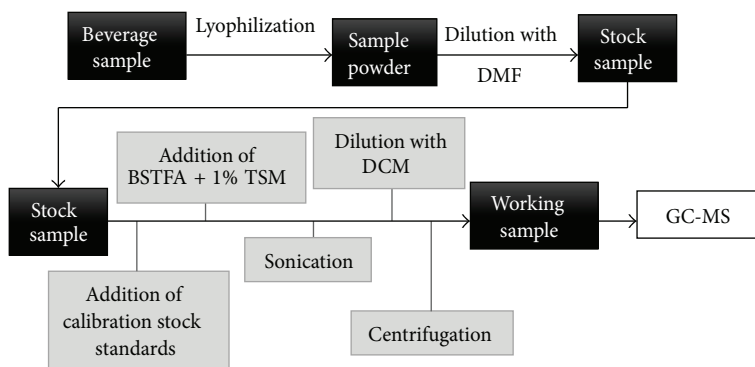 Beverage
sample
Lyophilization
Sample
powder
Dilution with
DMF
Stock
sample
Stock
sample
Addition of
calibration stock
standards
Addition of
BSTFA + 1% TSM
Sonication
Dilution with
DCM
Centrifugation
Working
sample
GC-MS